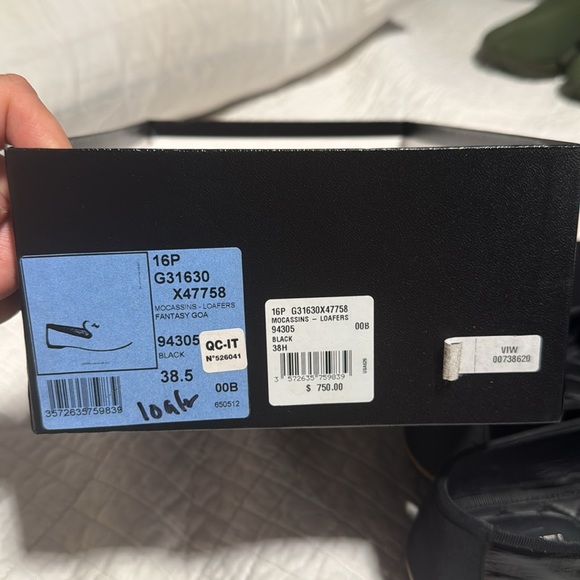 16P
G31630
X47758
MOCASSINS - LOAFERS
FANTASY GOA
94305
BLACK
38.5
00B
3572635759839
650512
loafer
QC-IT
N°526041
16P G31630X47758
MOCASSINS - LOAFERS
94305 00B
BLACK
38H
3 572635 759839
$ 750.00
VIW
00738620